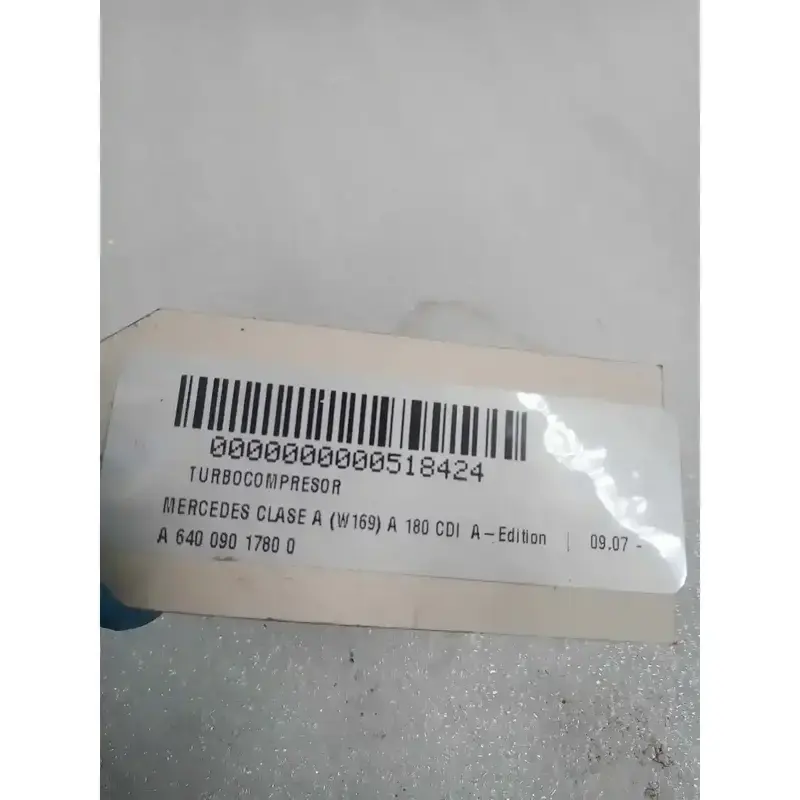 0000000000518424
TURBOCOMPRESOR
MERCEDES CLASE A (W169) A 180 CDI A-Edition | 09.07 -
A 640 090 1780 0